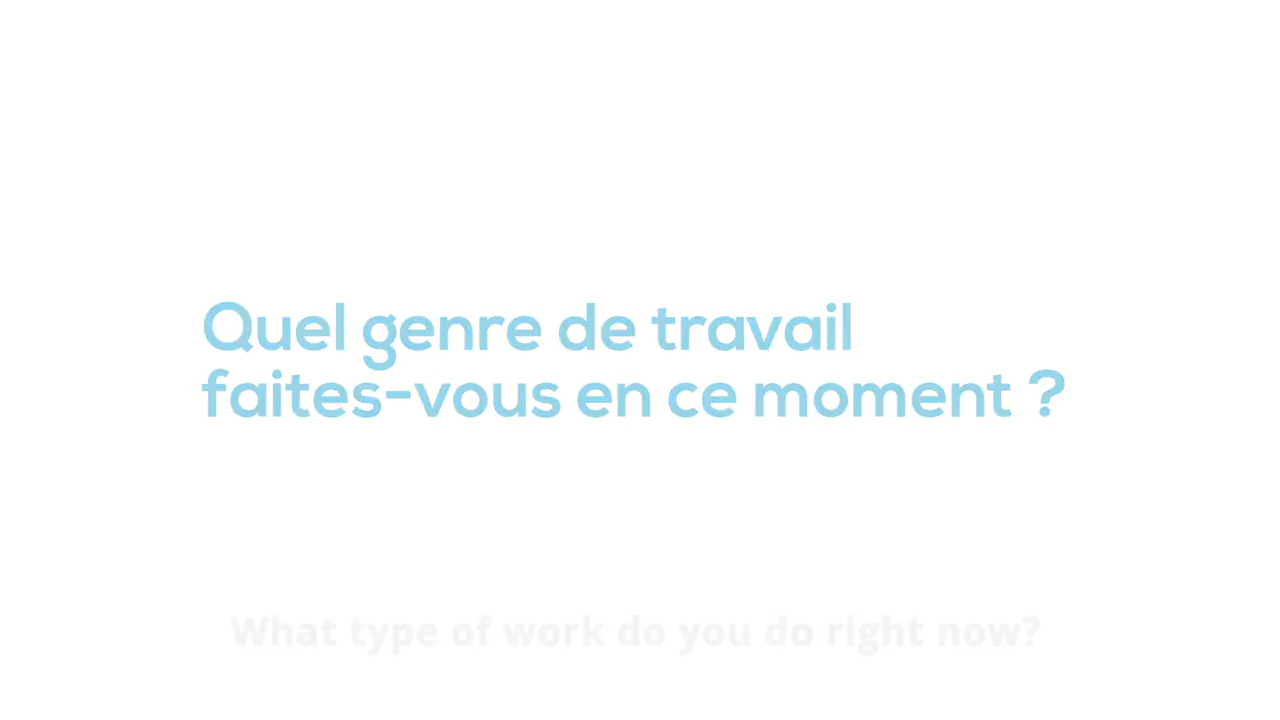 Quel genre de travail
faites-vous en ce moment ?
What type of work do you do right now?